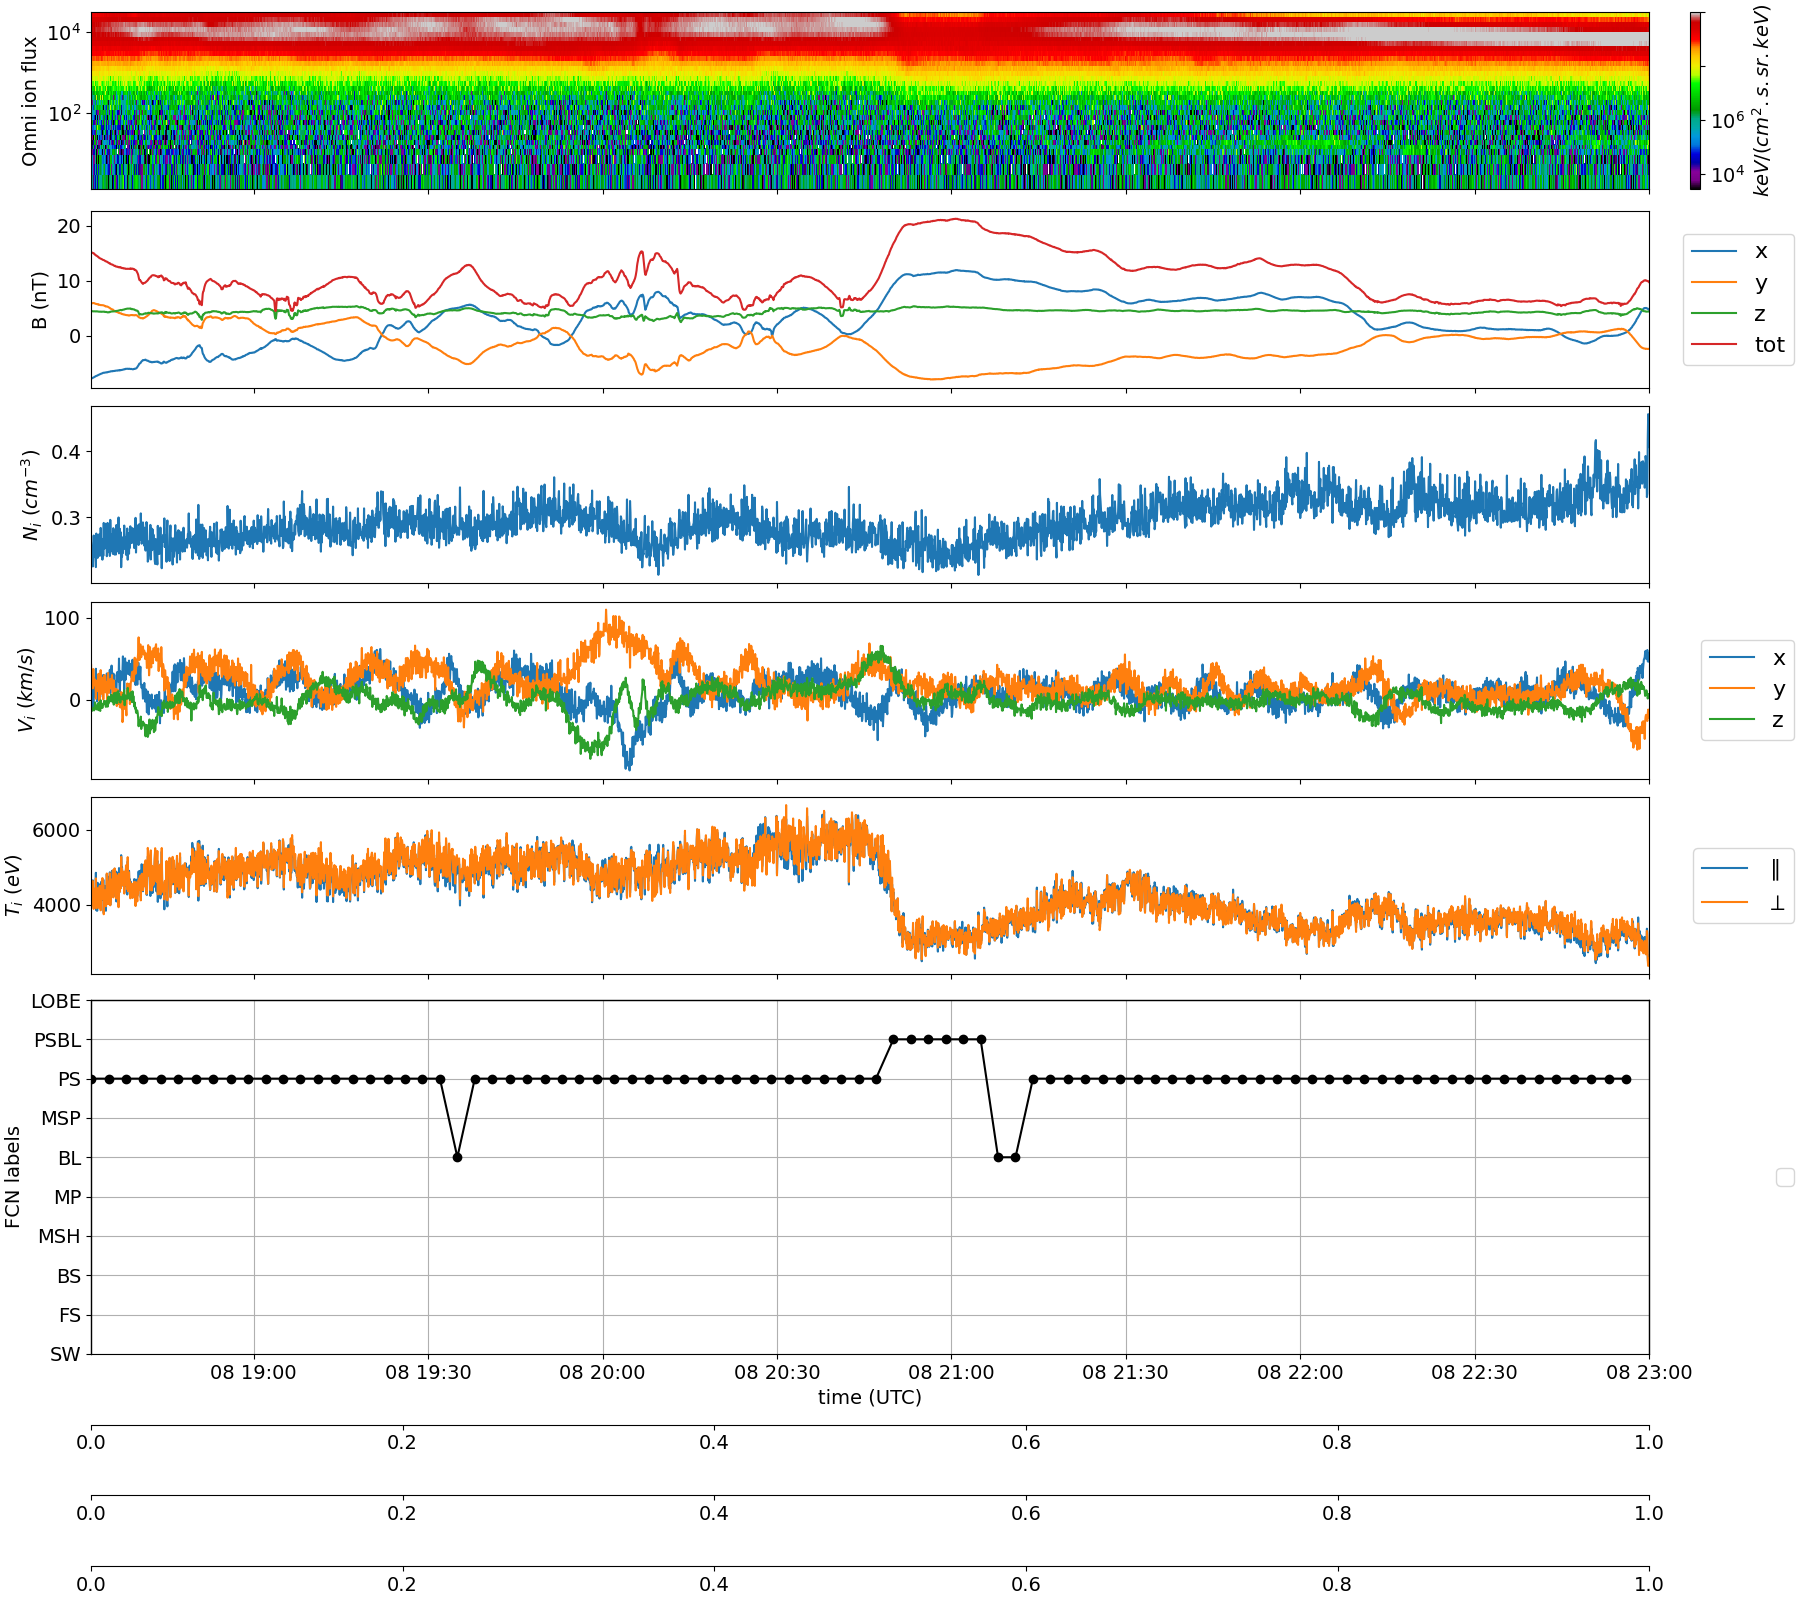 Omni ion flux
10^4
10^2
10^6
10^4
keV/(cm^2.s.sr.keV)
B (nT)
20
10
0
x
y
z
tot
N_i (cm^{-3})
0.4
0.3
V_i (km/s)
100
0
x
y
z
T_i (eV)
6000
4000
∥
⊥
FCN labels
LOBE
PSBL
PS
MSP
BL
MP
MSH
BS
FS
SW
08 19:00 08 19:30 08 20:00 08 20:30 08 21:00 08 21:30 08 22:00 08 22:30 08 23:00
time (UTC)
0.0 0.2 0.4 0.6 0.8 1.0
0.0 0.2 0.4 0.6 0.8 1.0
0.0 0.2 0.4 0.6 0.8 1.0